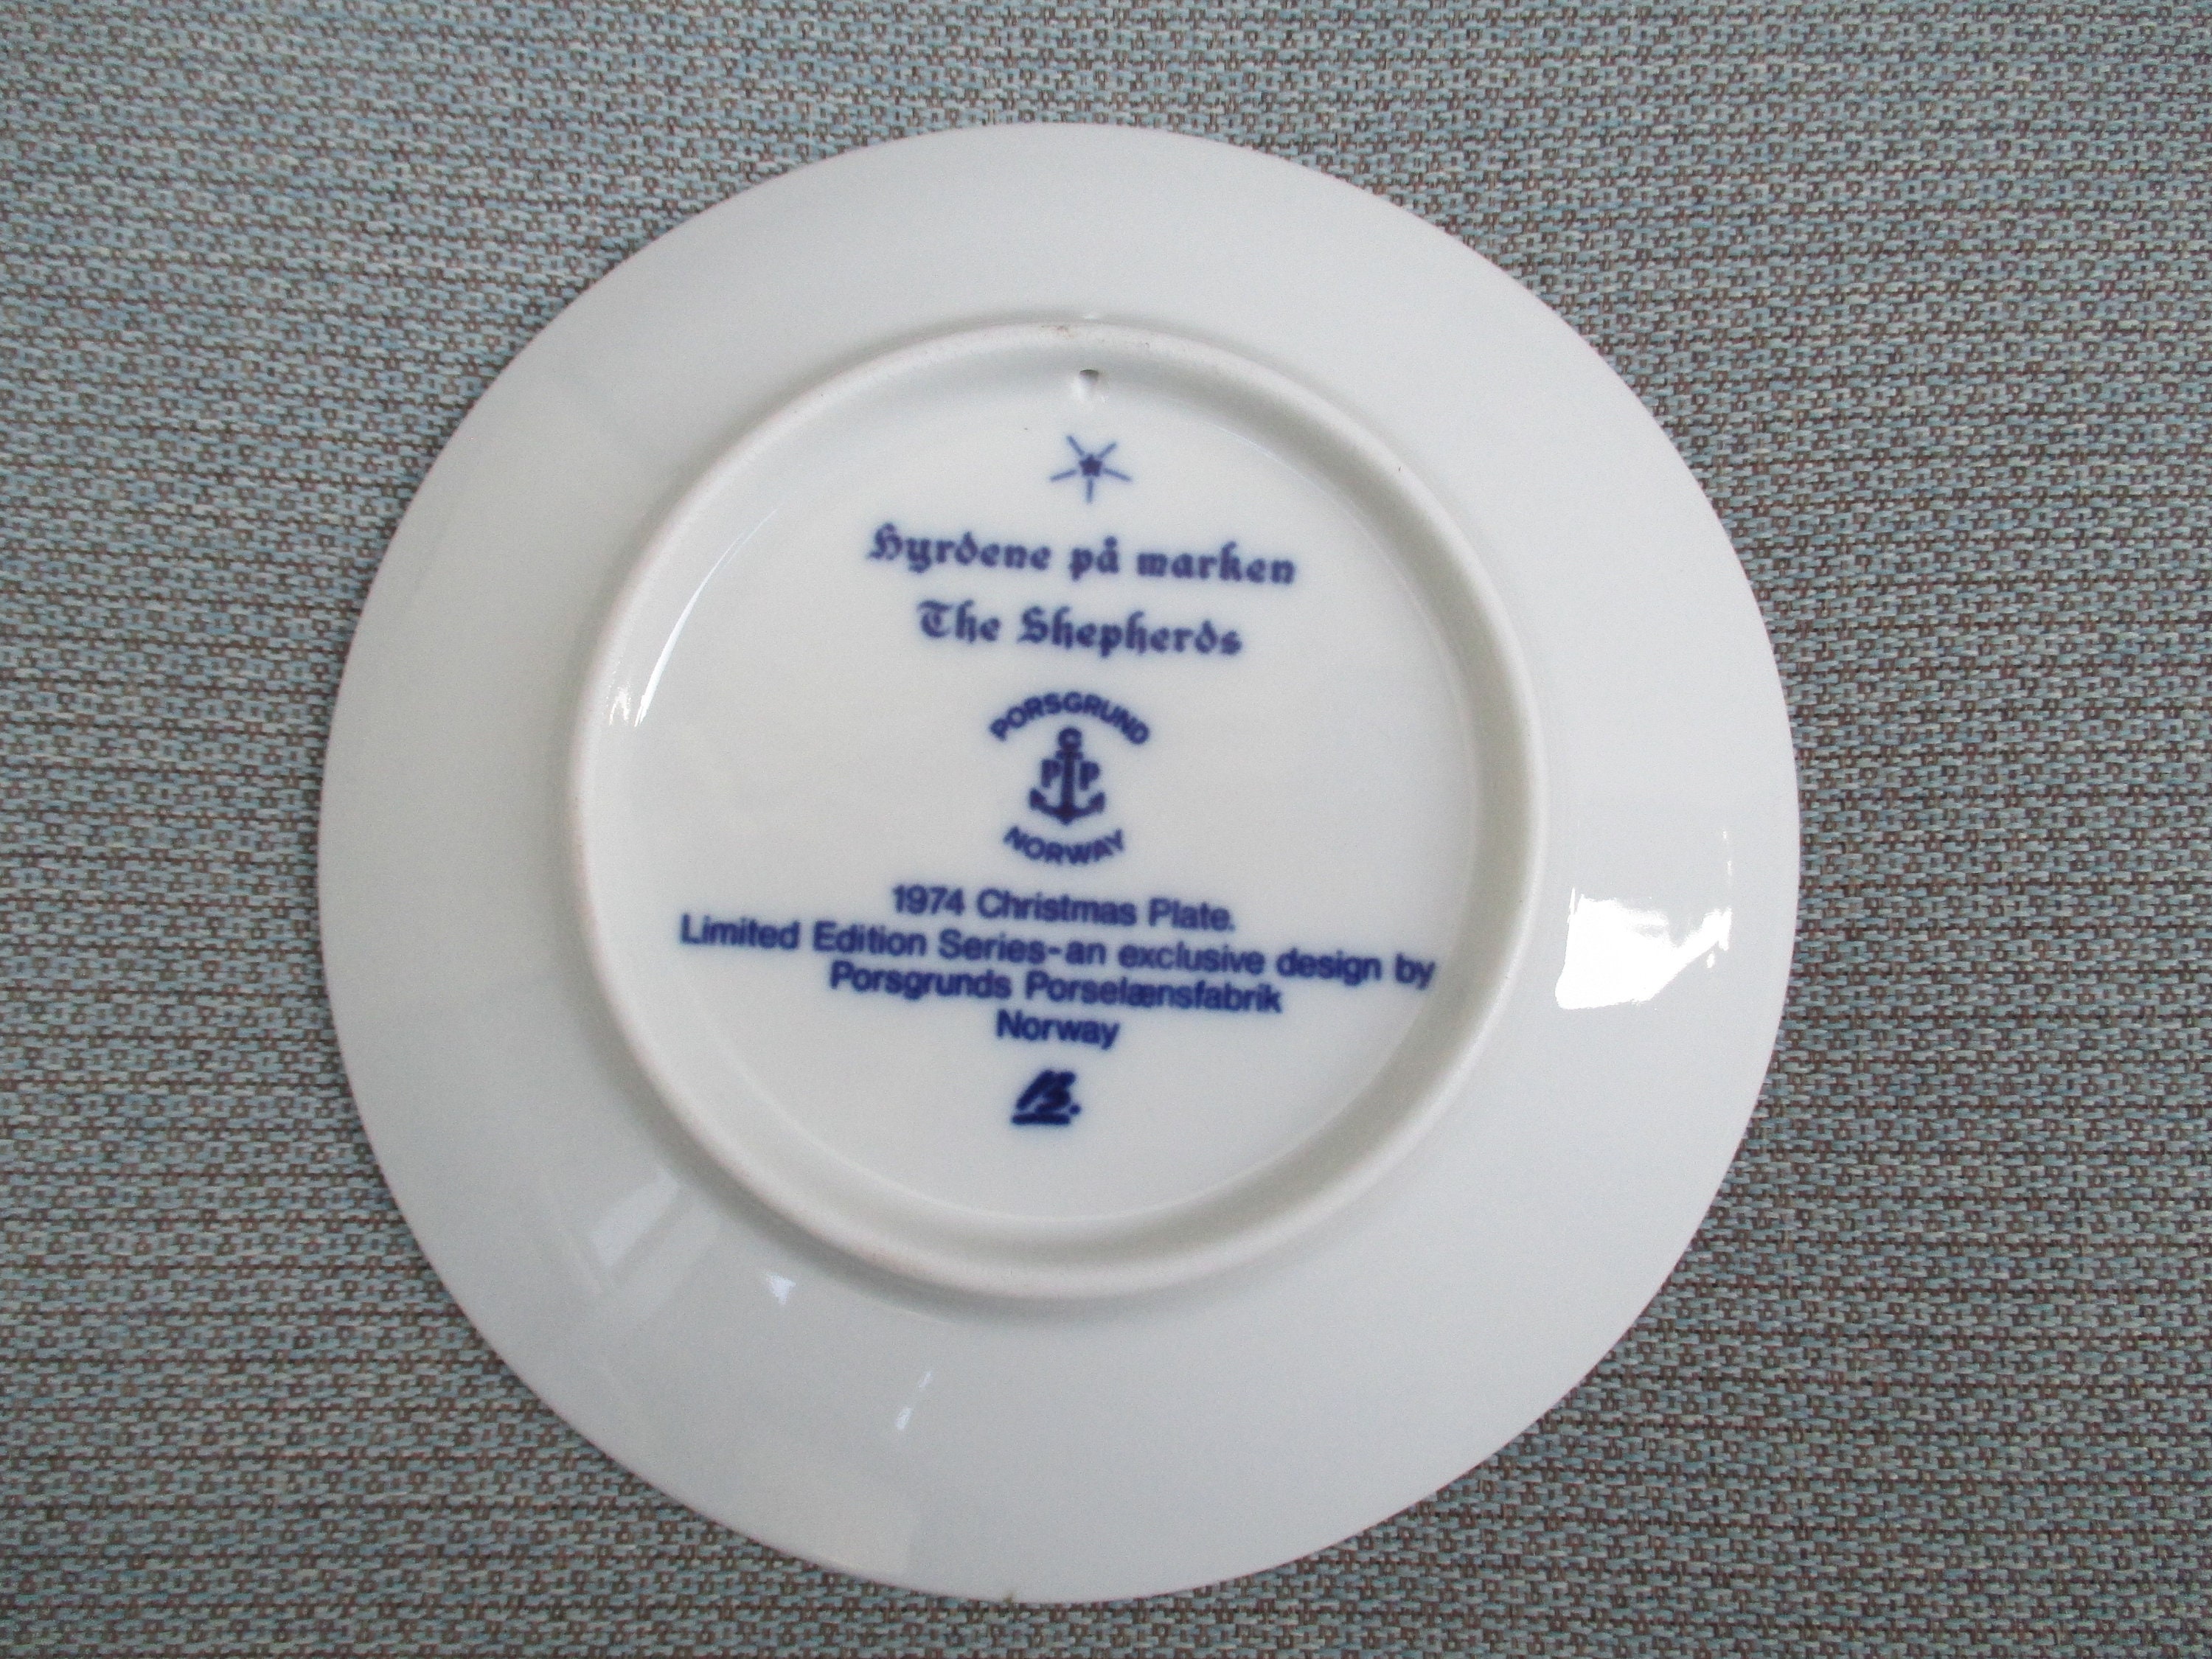 Hyrdene på marken
The Shepherds
PORSGRUND
P P
NORWAY
1974 Christmas Plate.
Limited Edition Series-an exclusive design by
Porsgrunds Porselænsfabrik
Norway